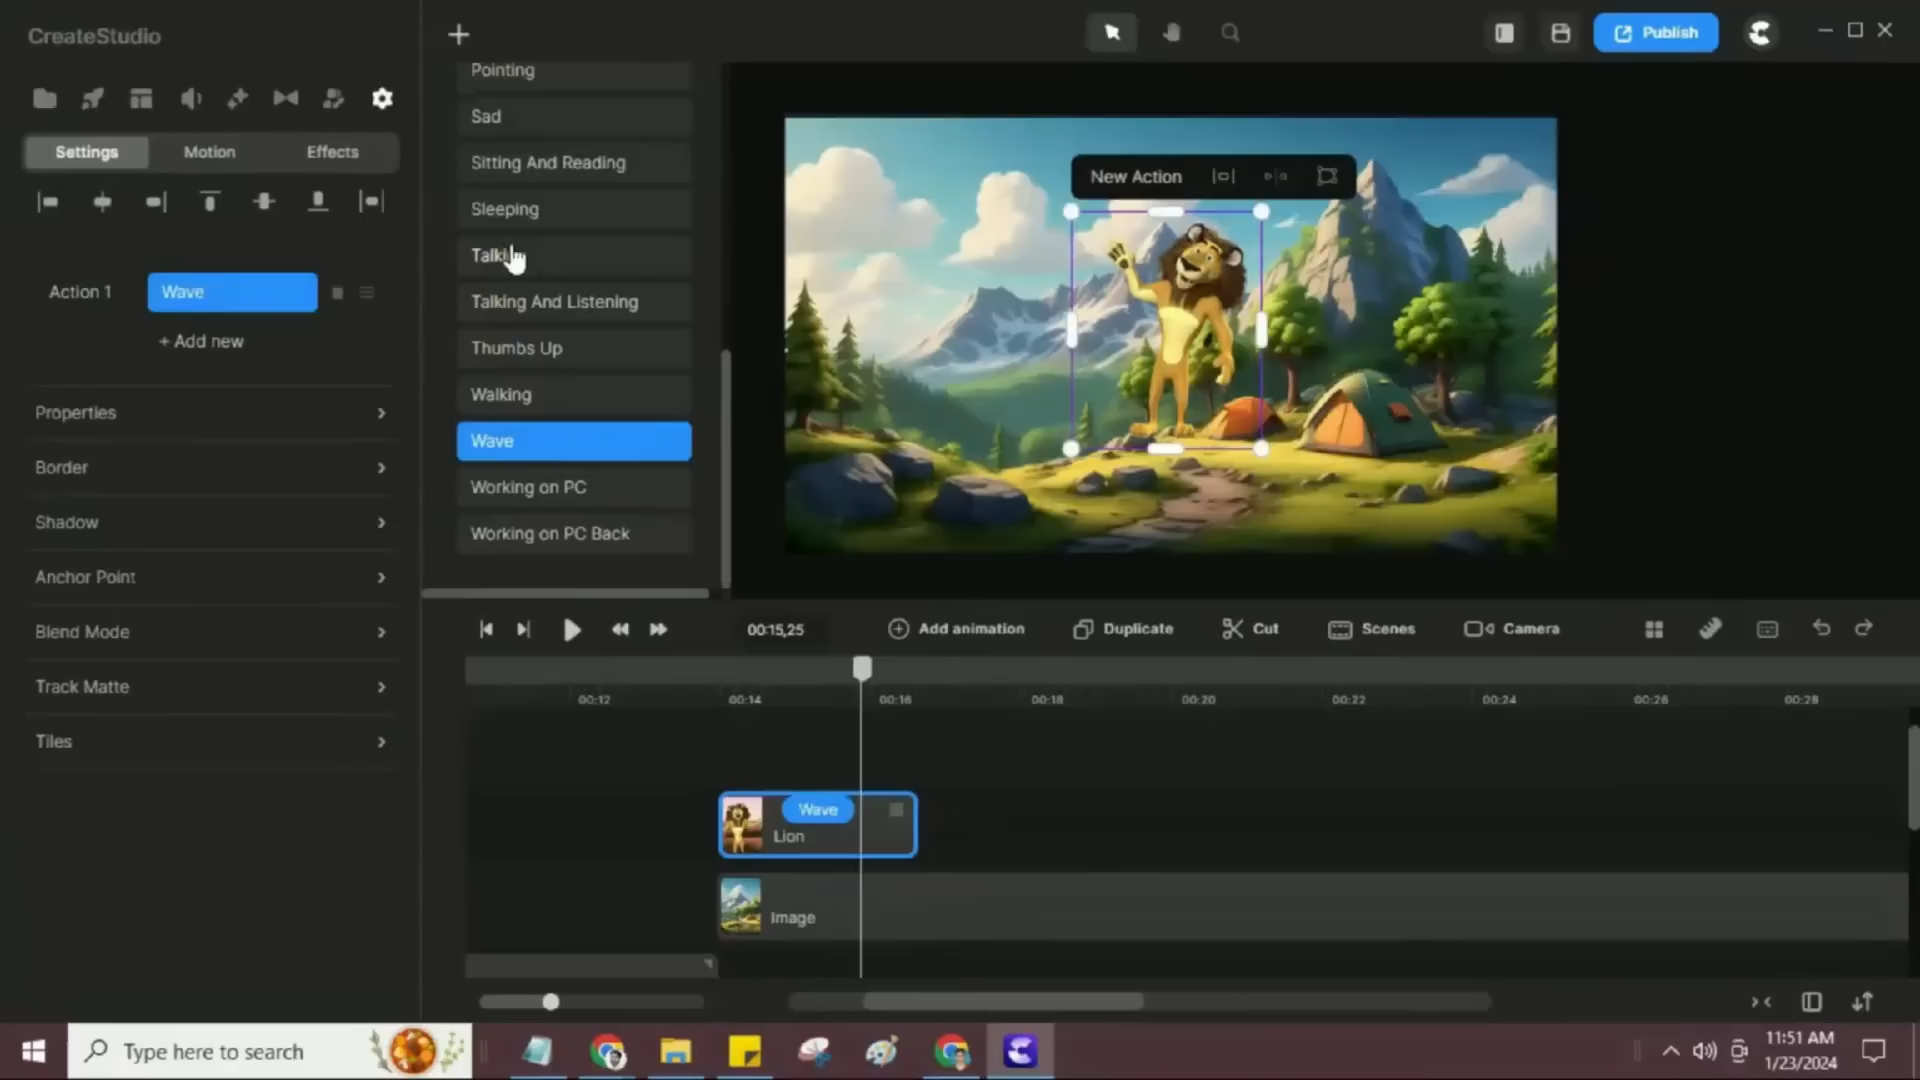 CreateStudio
Publish
Settings
Motion
Effects
Action 1
Wave
+ Add new
Properties
Border
Shadow
Anchor Point
Blend Mode
Track Matte
Tiles
Pointing
Sad
Sitting And Reading
Sleeping
Talking And Listening
Thumbs Up
Walking
Wave
Working on PC
Working on PC Back
New Action
00:15,25
Add animation
Duplicate
Cut
Scenes
Camera
00:12
00:14
00:16
00:18
00:20
00:22
00:24
00:26
00:28
Wave
Lion
Image
Type here to search
11:51 AM
1/23/2024